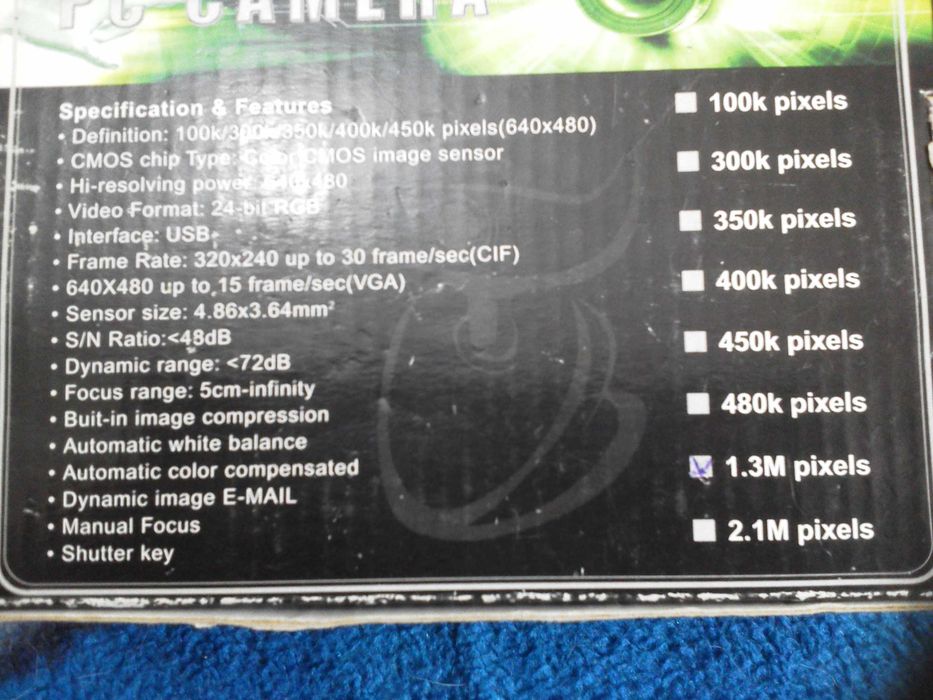 PC CAMERA
Specification & Features
• Definition: 100k/300k/350k/400k/450k pixels(640x480)
• CMOS chip Type: Color CMOS image sensor
• Hi-resolving power: 640x480
• Video Format: 24-bit RGB
• Interface: USB
• Frame Rate: 320x240 up to 30 frame/sec(CIF)
• 640X480 up to 15 frame/sec(VGA)
• Sensor size: 4.86x3.64mm²
• S/N Ratio:<48dB
• Dynamic range: <72dB
• Focus range: 5cm-infinity
• Buit-in image compression
• Automatic white balance
• Automatic color compensated
• Dynamic image E-MAIL
• Manual Focus
• Shutter key
100k pixels
300k pixels
350k pixels
400k pixels
450k pixels
480k pixels
1.3M pixels
2.1M pixels